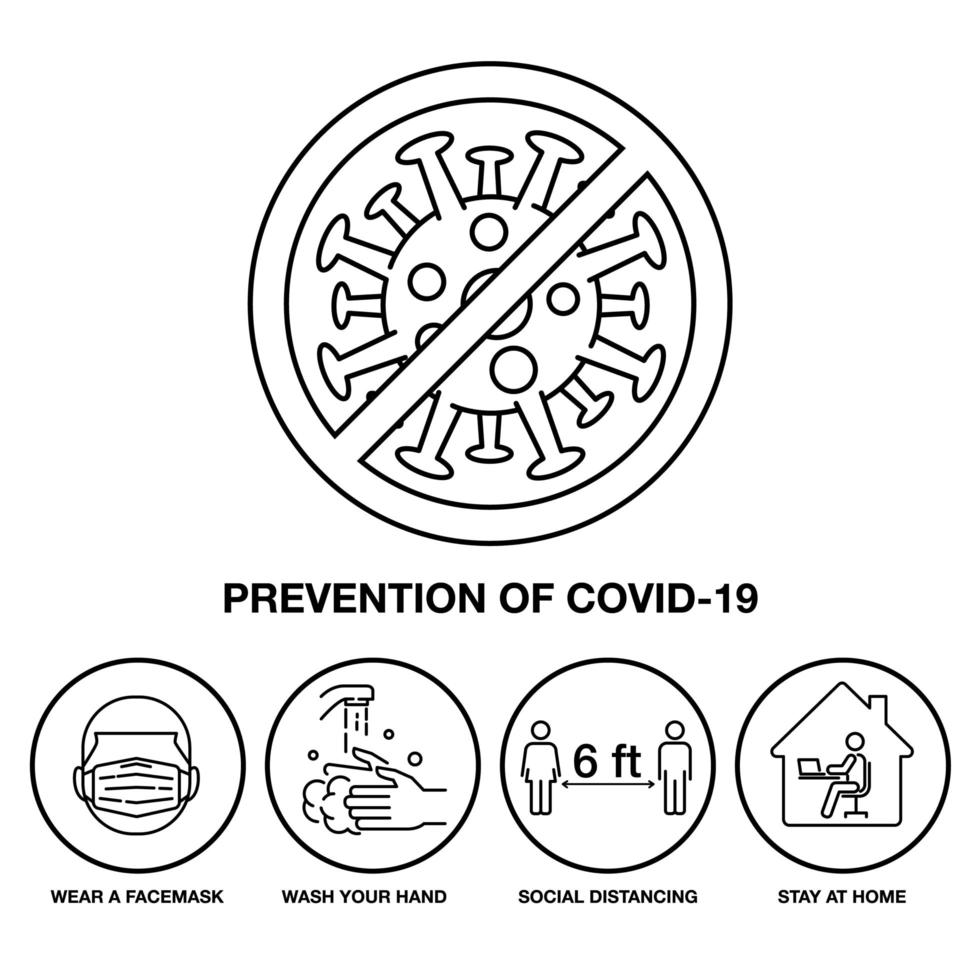 PREVENTION OF COVID-19
6 ft
WEAR A FACEMASK
WASH YOUR HAND
SOCIAL DISTANCING
STAY AT HOME